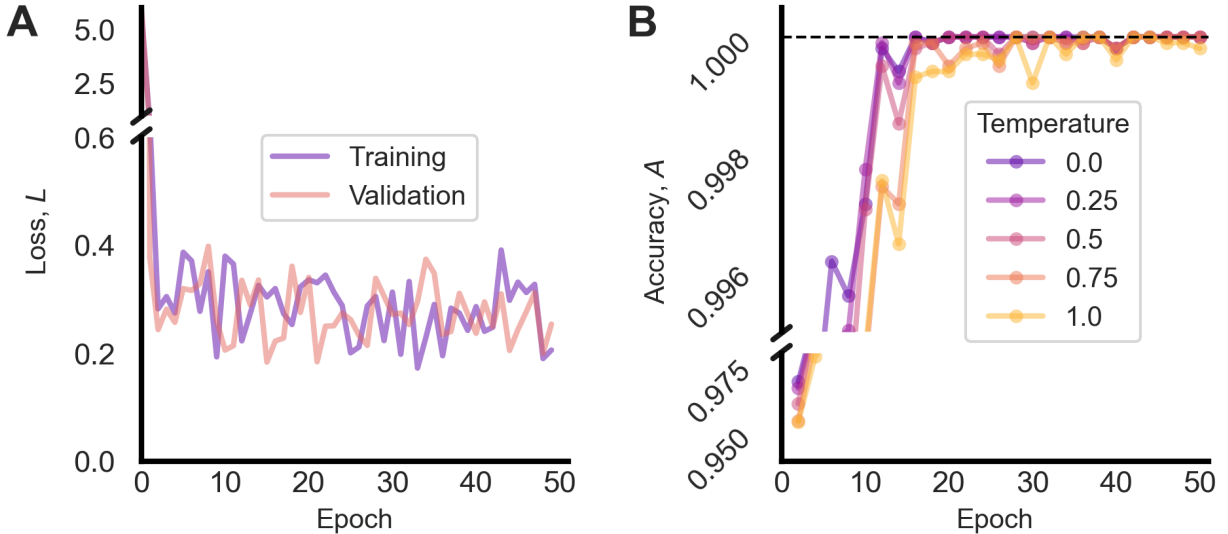 A
5.0
2.5
0.6
0.4
0.2
0.0
Loss, L
Training
Validation
0 10 20 30 40 50
Epoch
B
1.000
0.998
0.996
0.975
0.950
Accuracy, A
Temperature
0.0
0.25
0.5
0.75
1.0
0 10 20 30 40 50
Epoch